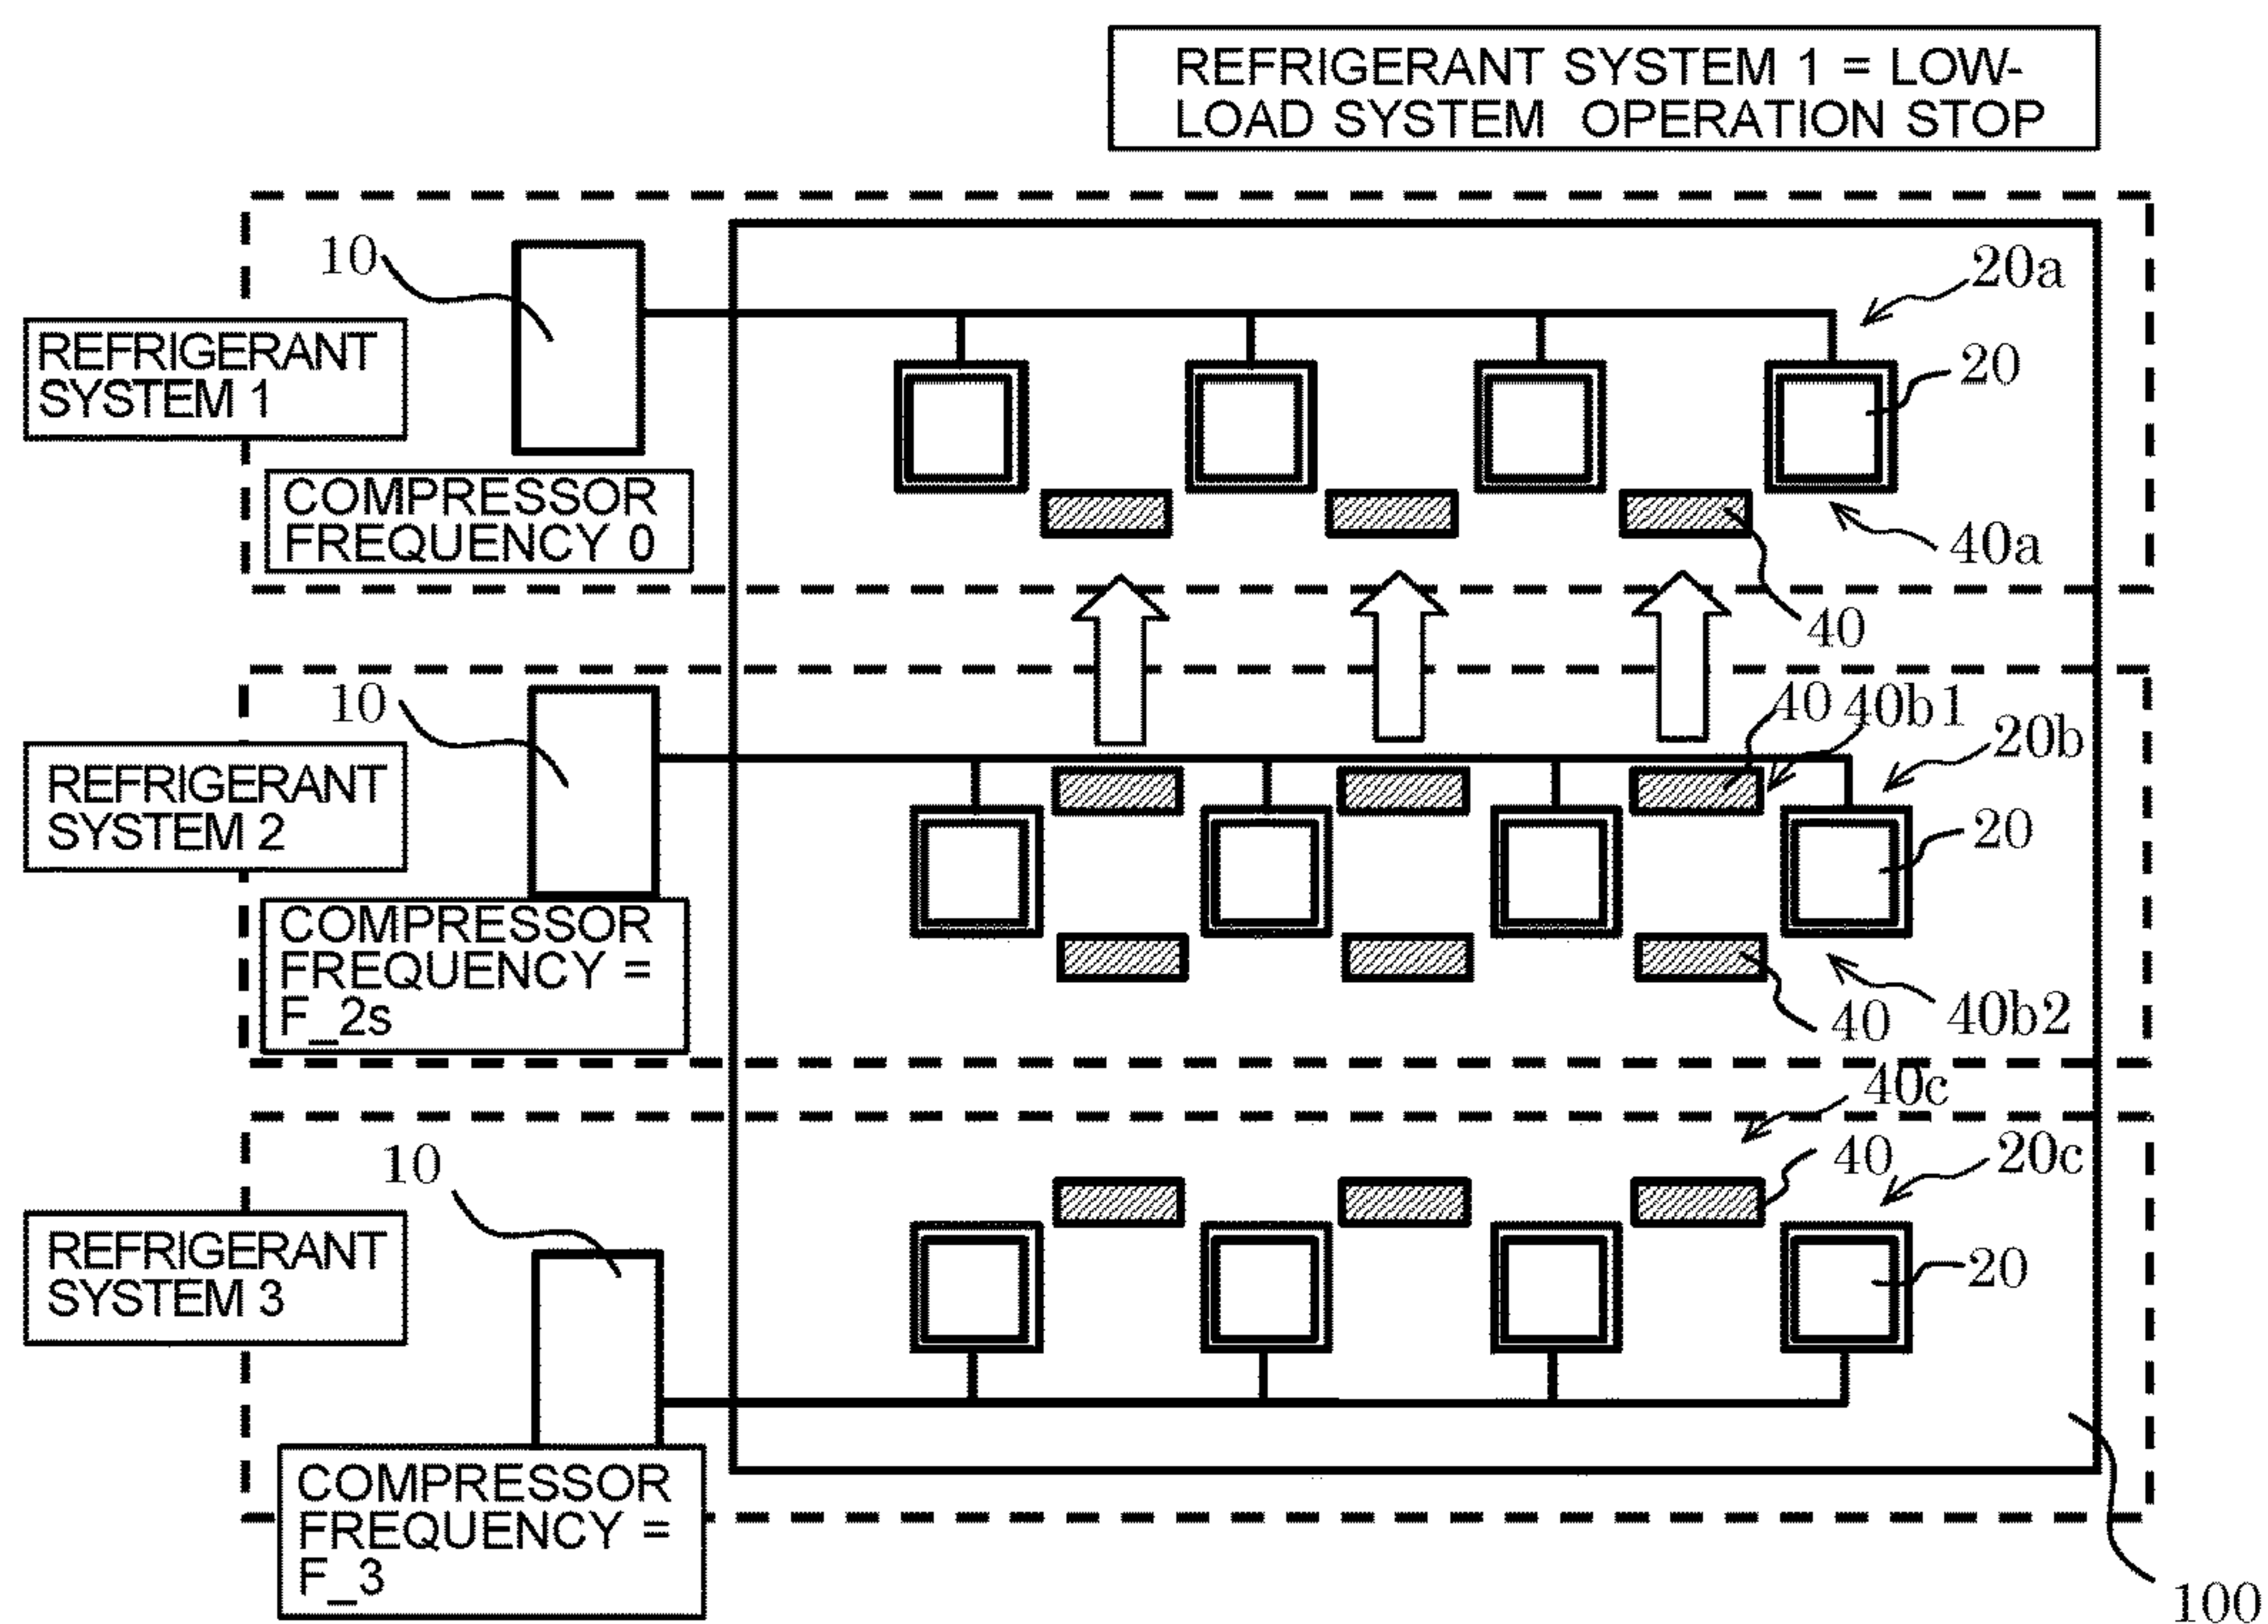 REFRIGERANT SYSTEM 1 = LOW-
LOAD SYSTEM OPERATION STOP
10
20a
REFRIGERANT
SYSTEM 1
20
COMPRESSOR
FREQUENCY 0
40a
40
10
40
40b1
20b
REFRIGERANT
SYSTEM 2
20
COMPRESSOR
FREQUENCY =
F_2s
40
40b2
40c
10
40
20c
REFRIGERANT
SYSTEM 3
20
COMPRESSOR
FREQUENCY =
F_3
100